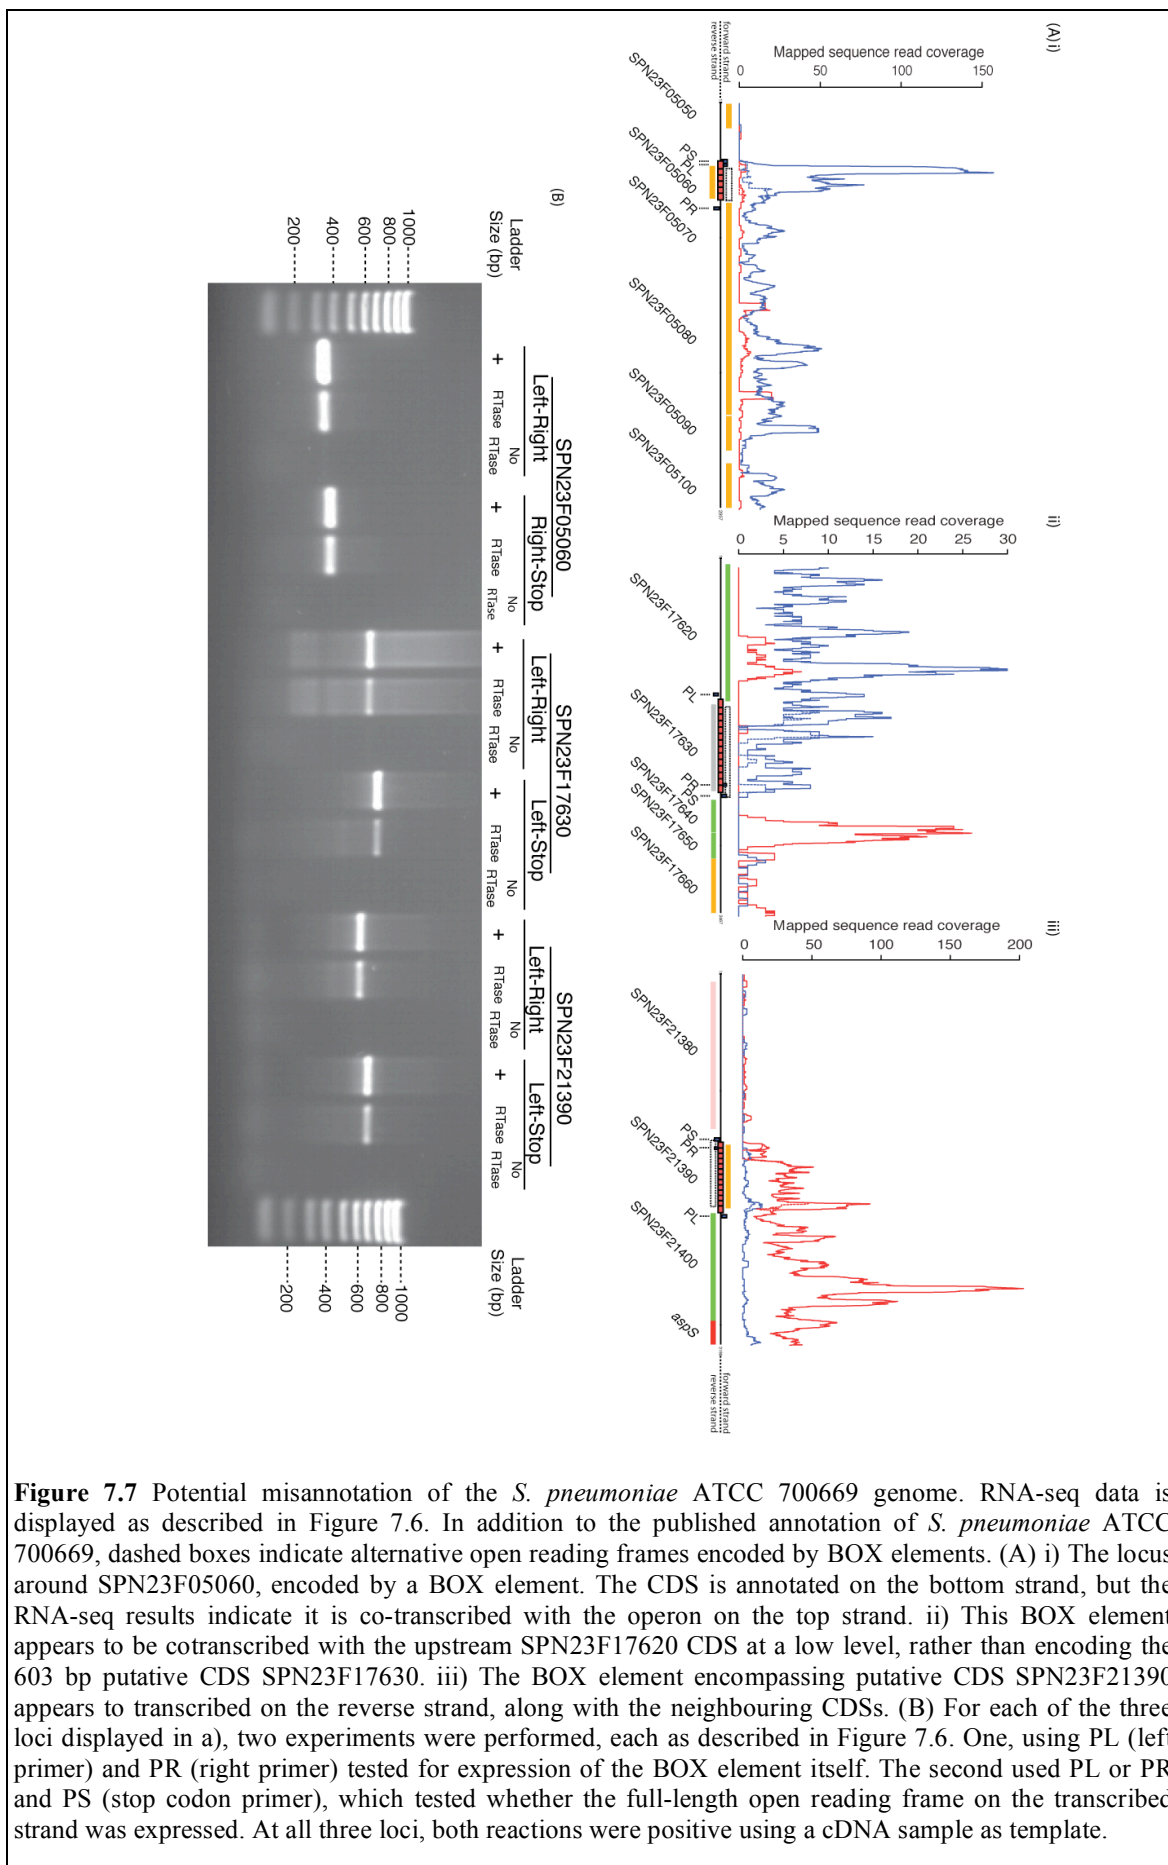 (A) i)
Mapped sequence read coverage
0 50 100 150
forward strand
reverse strand
SPN23F05050
PS
PL
SPN23F05060
PR
SPN23F05070
SPN23F05080
SPN23F05090
SPN23F05100
ii)
Mapped sequence read coverage
0 5 10 15 20 25 30
SPN23F17620
PL
SPN23F17630
PR
PS
SPN23F17640
SPN23F17650
SPN23F17660
iii)
Mapped sequence read coverage
0 50 100 150 200
SPN23F21380
PS
PR
SPN23F21390
PL
SPN23F21400
aspS
forward strand
reverse strand
(B)
Ladder
Size (bp)
1000
800
600
400
200
SPN23F05060 SPN23F17630 SPN23F21390
Left-Right Right-Stop Left-Right Left-Stop Left-Right Left-Stop
+ RTase No RTase + RTase No RTase + RTase No RTase + RTase No RTase + RTase No RTase + RTase No RTase
Ladder
Size (bp)
1000
800
600
400
200
Figure 7.7 Potential misannotation of the S. pneumoniae ATCC 700669 genome. RNA-seq data is
displayed as described in Figure 7.6. In addition to the published annotation of S. pneumoniae ATCC
700669, dashed boxes indicate alternative open reading frames encoded by BOX elements. (A) i) The locus
around SPN23F05060, encoded by a BOX element. The CDS is annotated on the bottom strand, but the
RNA-seq results indicate it is co-transcribed with the operon on the top strand. ii) This BOX element
appears to be cotranscribed with the upstream SPN23F17620 CDS at a low level, rather than encoding the
603 bp putative CDS SPN23F17630. iii) The BOX element encompassing putative CDS SPN23F21390
appears to transcribed on the reverse strand, along with the neighbouring CDSs. (B) For each of the three
loci displayed in a), two experiments were performed, each as described in Figure 7.6. One, using PL (left
primer) and PR (right primer) tested for expression of the BOX element itself. The second used PL or PR
and PS (stop codon primer), which tested whether the full-length open reading frame on the transcribed
strand was expressed. At all three loci, both reactions were positive using a cDNA sample as template.